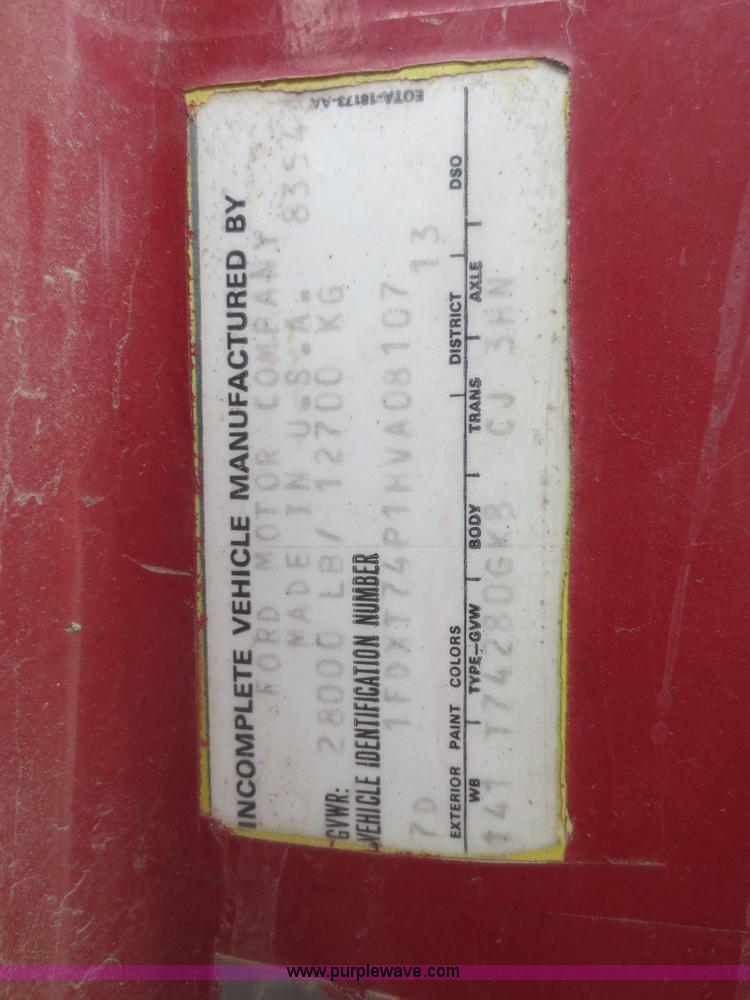 INCOMPLETE VEHICLE MANUFACTURED BY
FORD MOTOR COMPANY
MADE IN U.S.A. 8354
GVWR: 28000 LB/ 12700 KG
VEHICLE IDENTIFICATION NUMBER
1FDXT74P1HVA08107
7D 13
EXTERIOR PAINT COLORS DISTRICT DSO
WB TYPE-GVW BODY TRANS AXLE
141 T74280GKB CJ 3HN
EOTA-18173-AA
www.purplewave.com